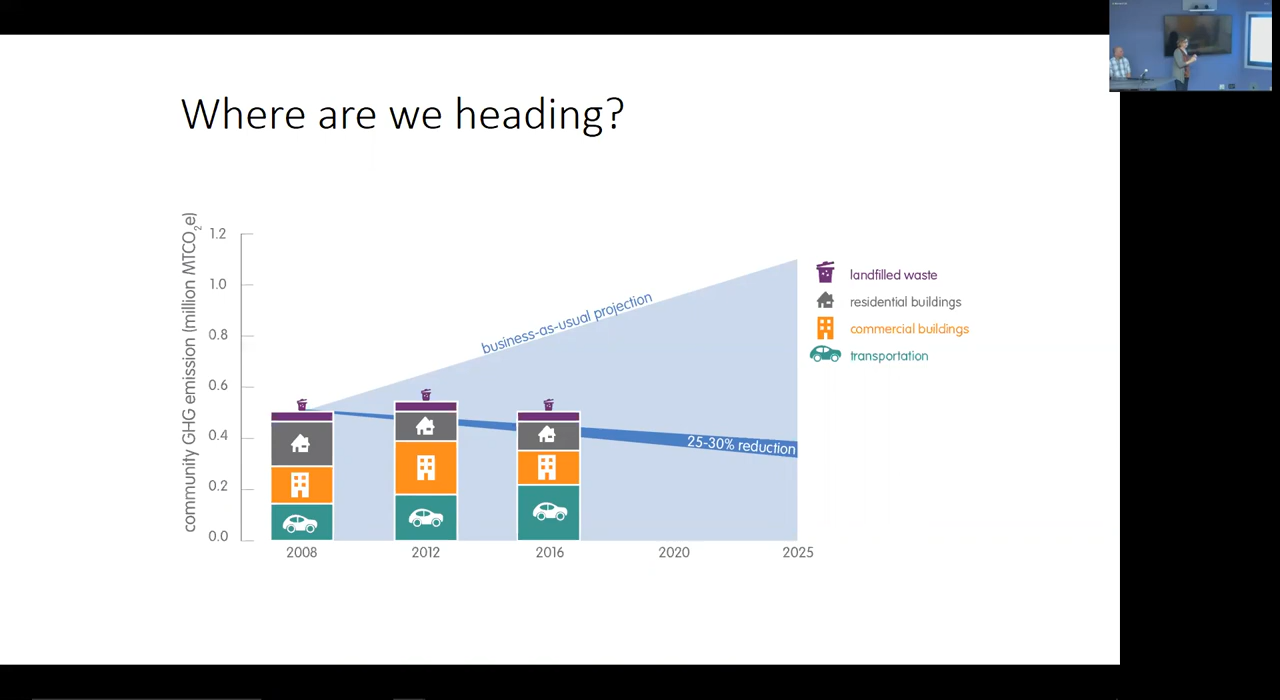 Where are we heading?
community GHG emission (million MTCO₂e)
1.2
1.0
0.8
0.6
0.4
0.2
0.0
business-as-usual projection
25-30% reduction
2008
2012
2016
2020
2025
landfilled waste
residential buildings
commercial buildings
transportation